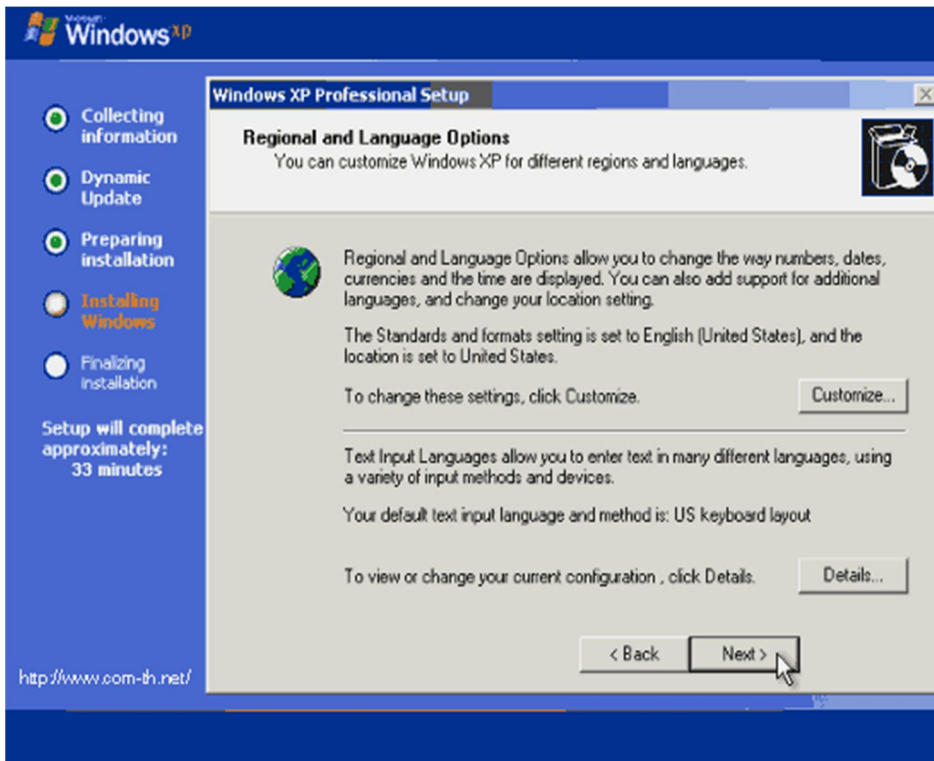 Microsoft
Windows xp
Collecting
information
Dynamic
Update
Preparing
installation
Installing
Windows
Finalizing
installation
Setup will complete
approximately:
33 minutes
http://www.com-th.net/
Windows XP Professional Setup
Regional and Language Options
You can customize Windows XP for different regions and languages.
Regional and Language Options allow you to change the way numbers, dates,
currencies and the time are displayed. You can also add support for additional
languages, and change your location setting.
The Standards and formats setting is set to English (United States), and the
location is set to United States.
To change these settings, click Customize.
Customize...
Text Input Languages allow you to enter text in many different languages, using
a variety of input methods and devices.
Your default text input language and method is: US keyboard layout
To view or change your current configuration , click Details.
Details...
< Back
Next >